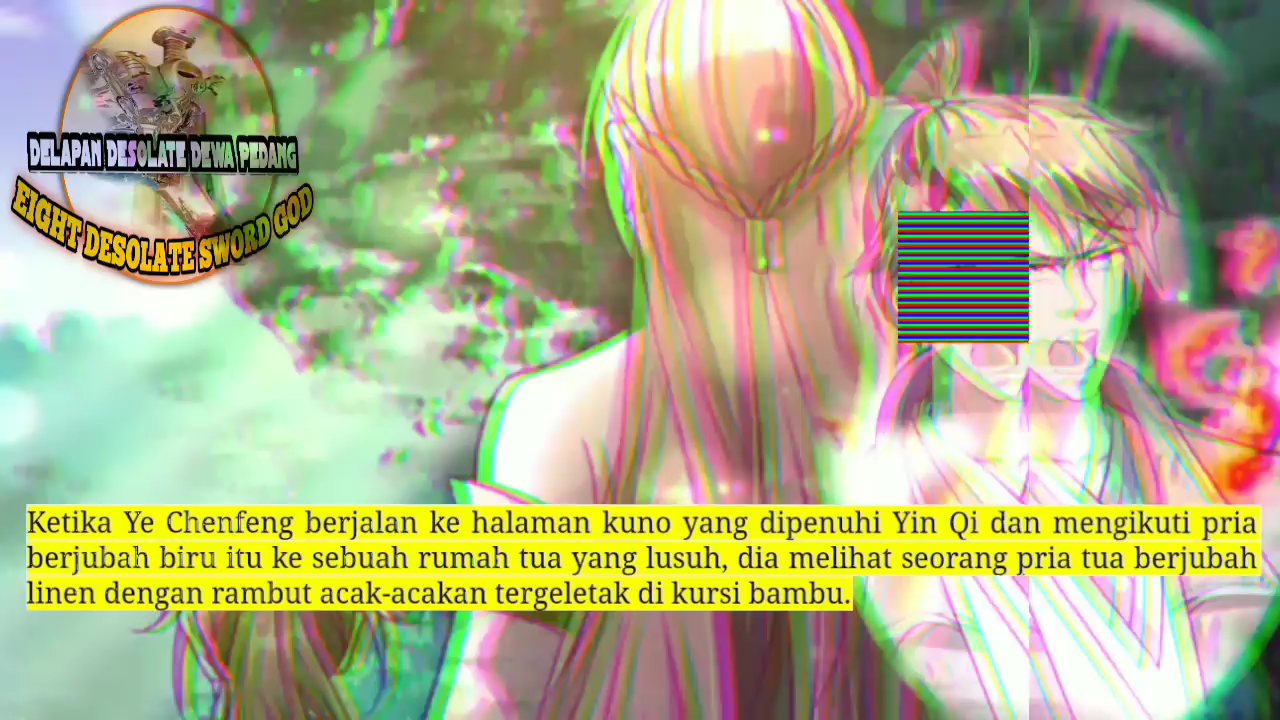 DELAPAN DESOLATE DEWA PEDANG
EIGHT DESOLATE SWORD GOD
Ketika Ye Chenfeng berjalan ke halaman kuno yang dipenuhi Yin Qi dan mengikuti pria
berjubah biru itu ke sebuah rumah tua yang lusuh, dia melihat seorang pria tua berjubah
linen dengan rambut acak-acakan tergeletak di kursi bambu.